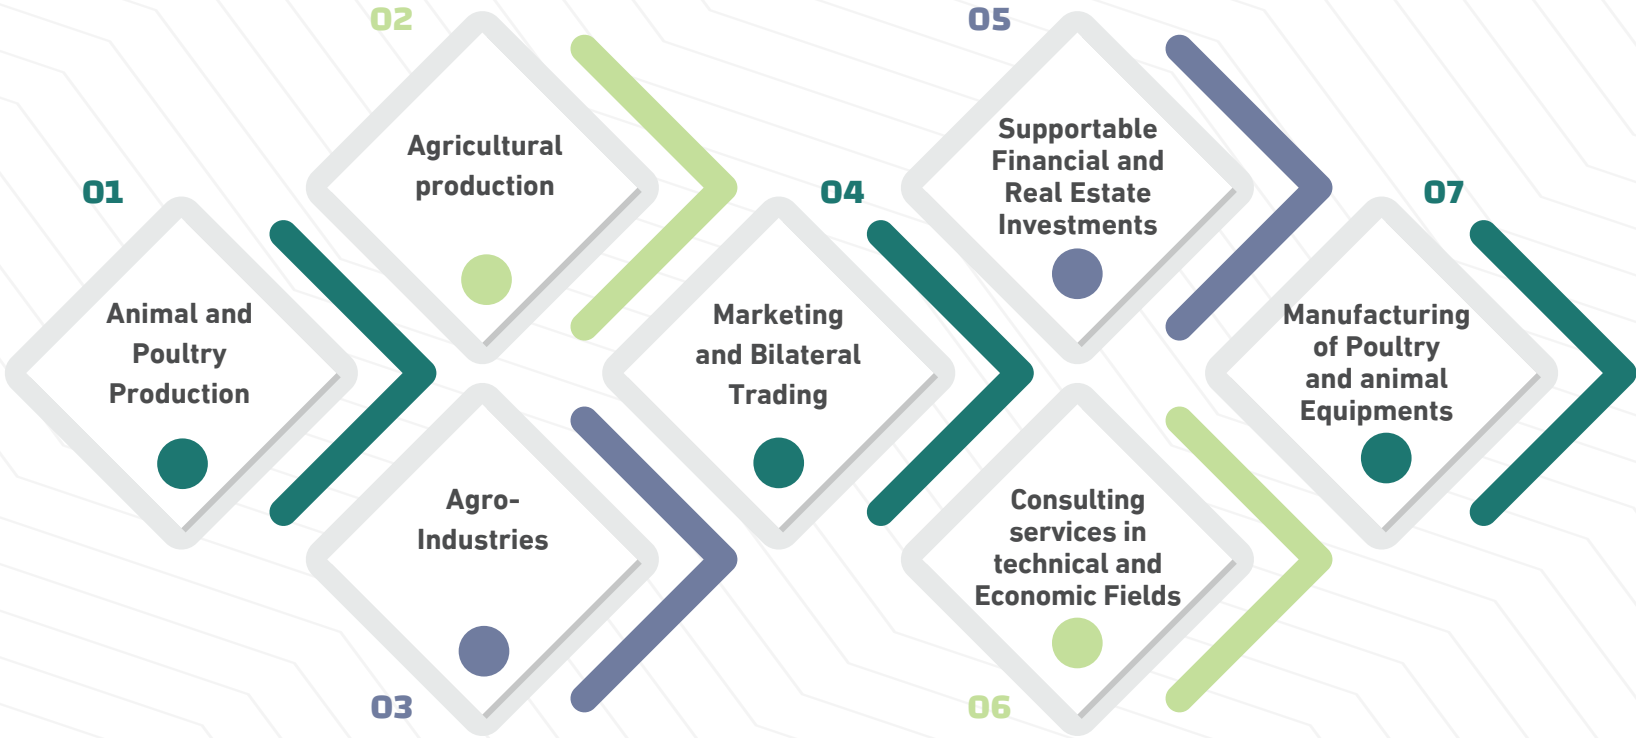 01
Animal and
Poultry
Production
02
Agricultural
production
03
Agro-
Industries
04
Marketing
and Bilateral
Trading
05
Supportable
Financial and
Real Estate
Investments
06
Consulting
services in
technical and
Economic Fields
07
Manufacturing
of Poultry
and animal
Equipments